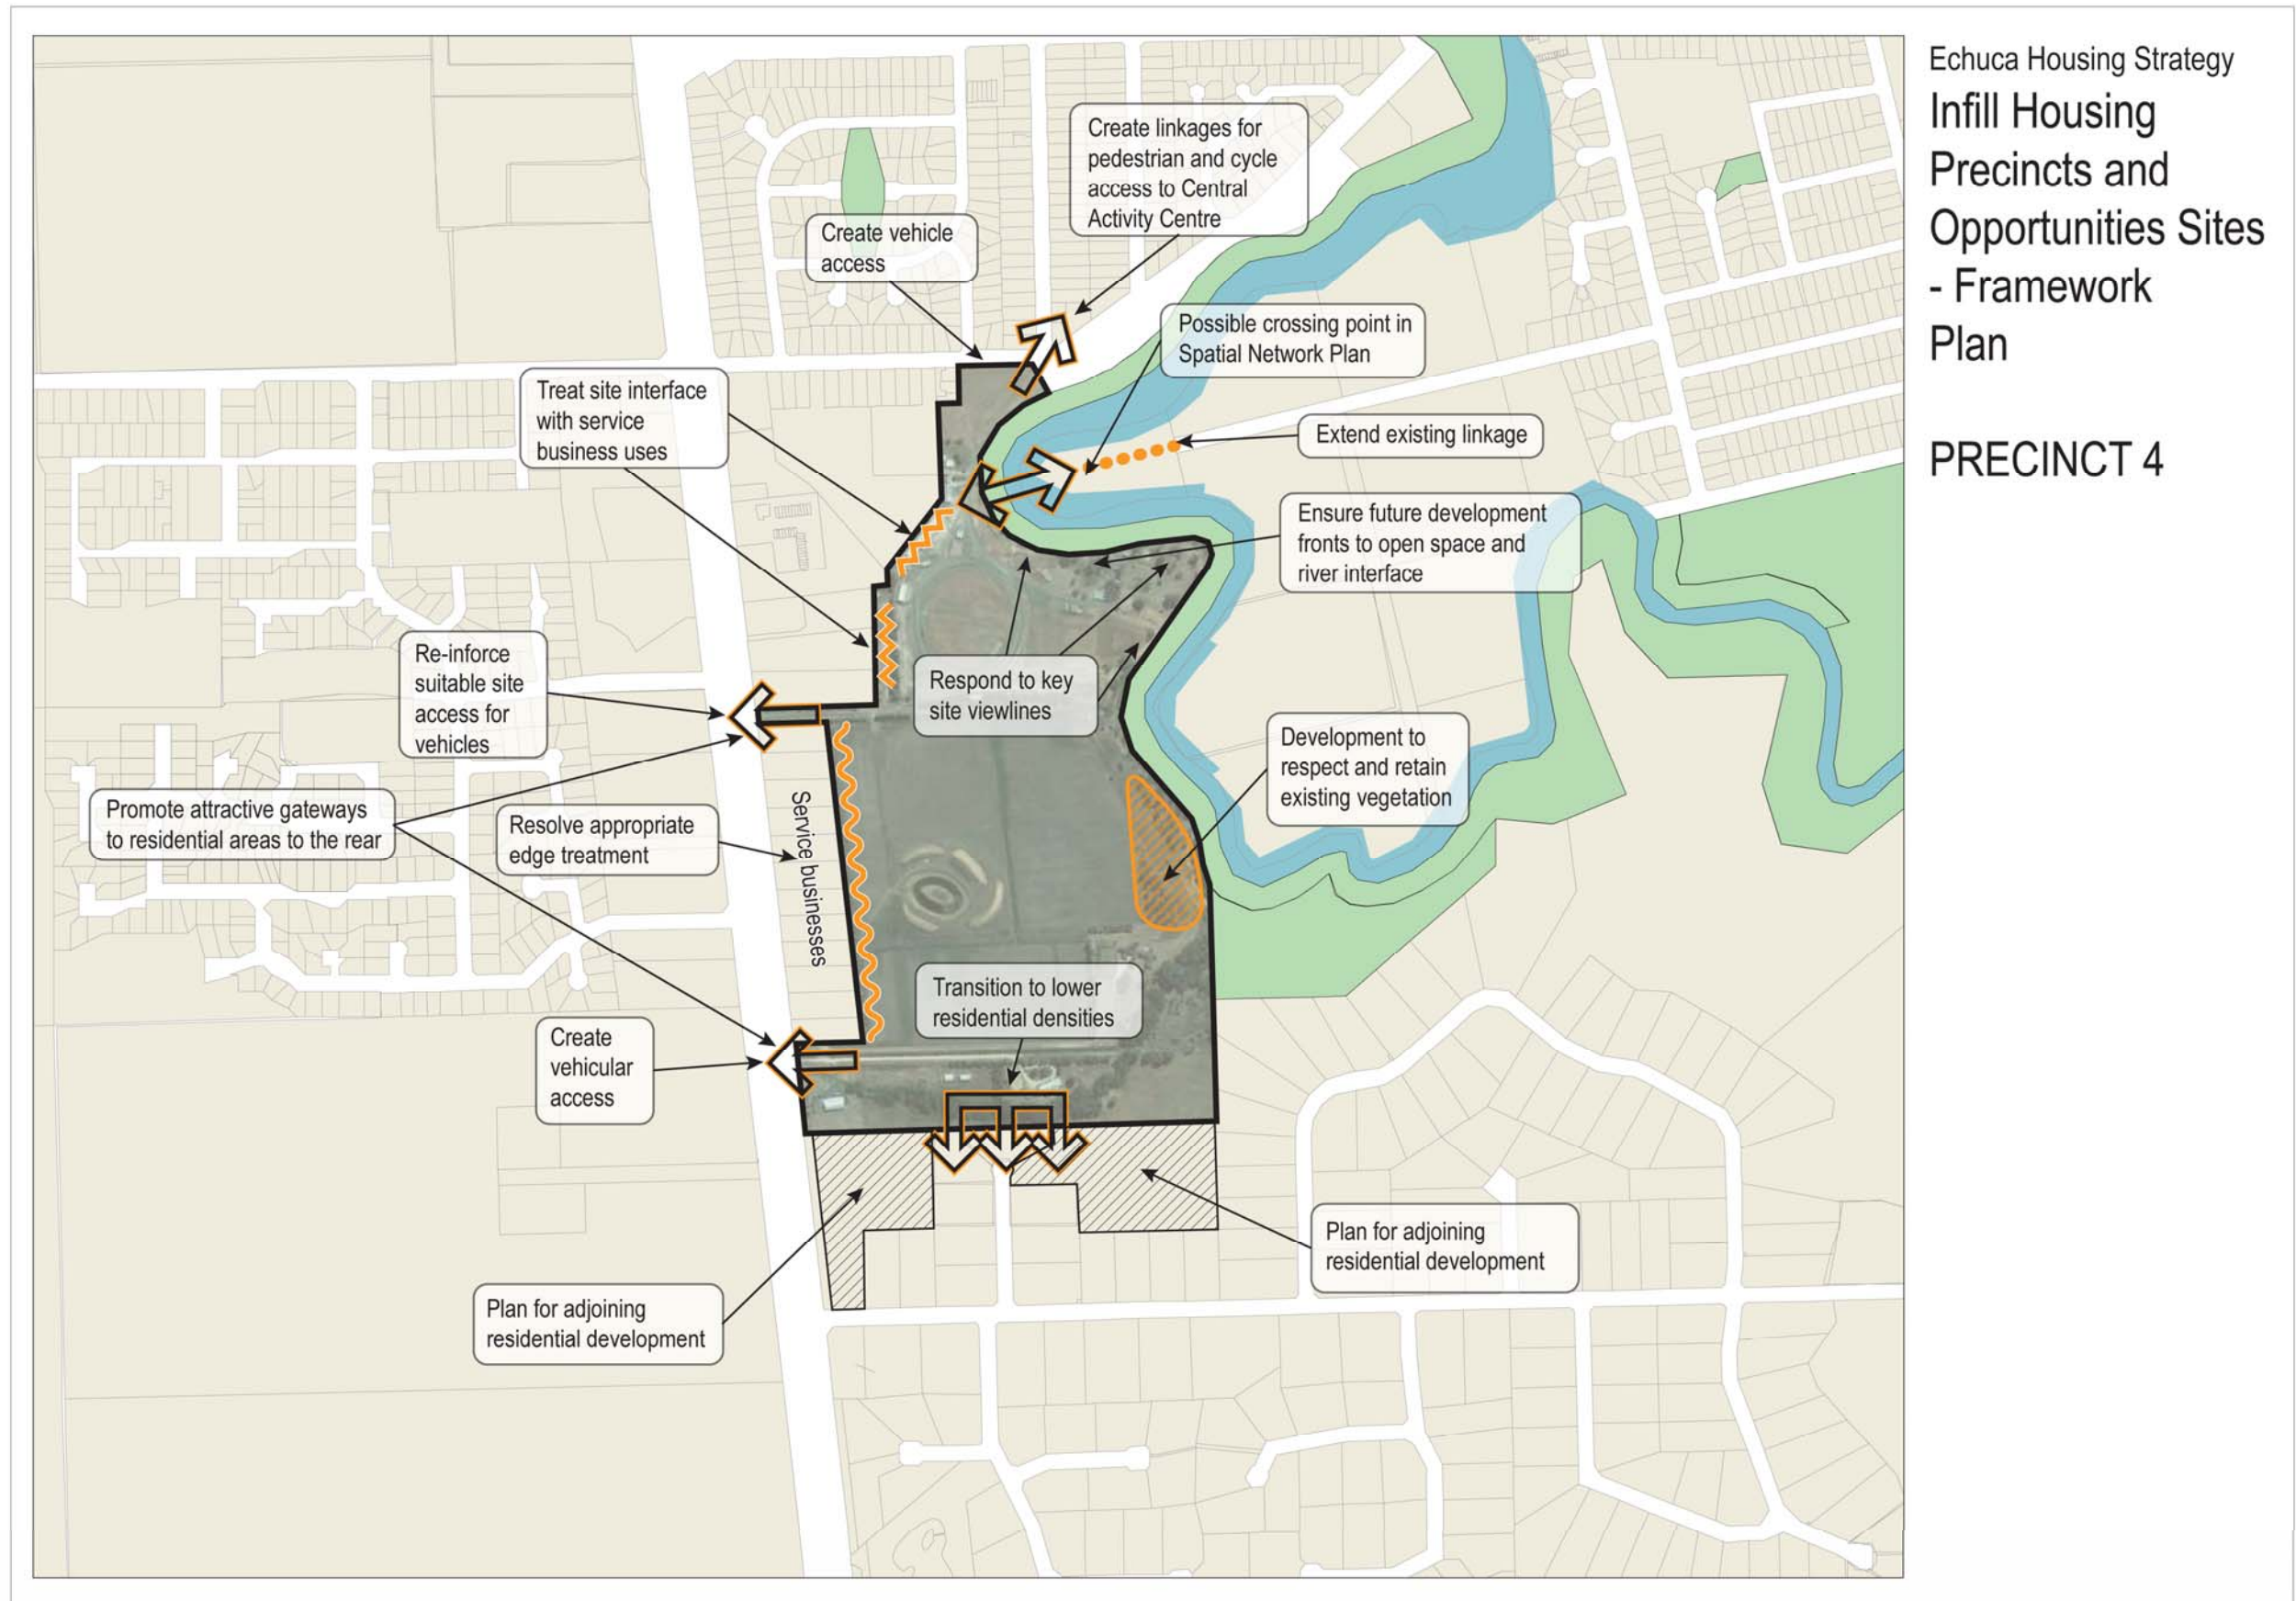 Echuca Housing Strategy
Infill Housing
Precincts and
Opportunities Sites
- Framework
Plan
PRECINCT 4
Create linkages for
pedestrian and cycle
access to Central
Activity Centre
Create vehicle
access
Possible crossing point in
Spatial Network Plan
Treat site interface
with service
business uses
Extend existing linkage
Ensure future development
fronts to open space and
river interface
Re-inforce
suitable site
access for
vehicles
Respond to key
site viewlines
Development to
respect and retain
existing vegetation
Promote attractive gateways
to residential areas to the rear
Resolve appropriate
edge treatment
Service businesses
Transition to lower
residential densities
Create
vehicular
access
Plan for adjoining
residential development
Plan for adjoining
residential development